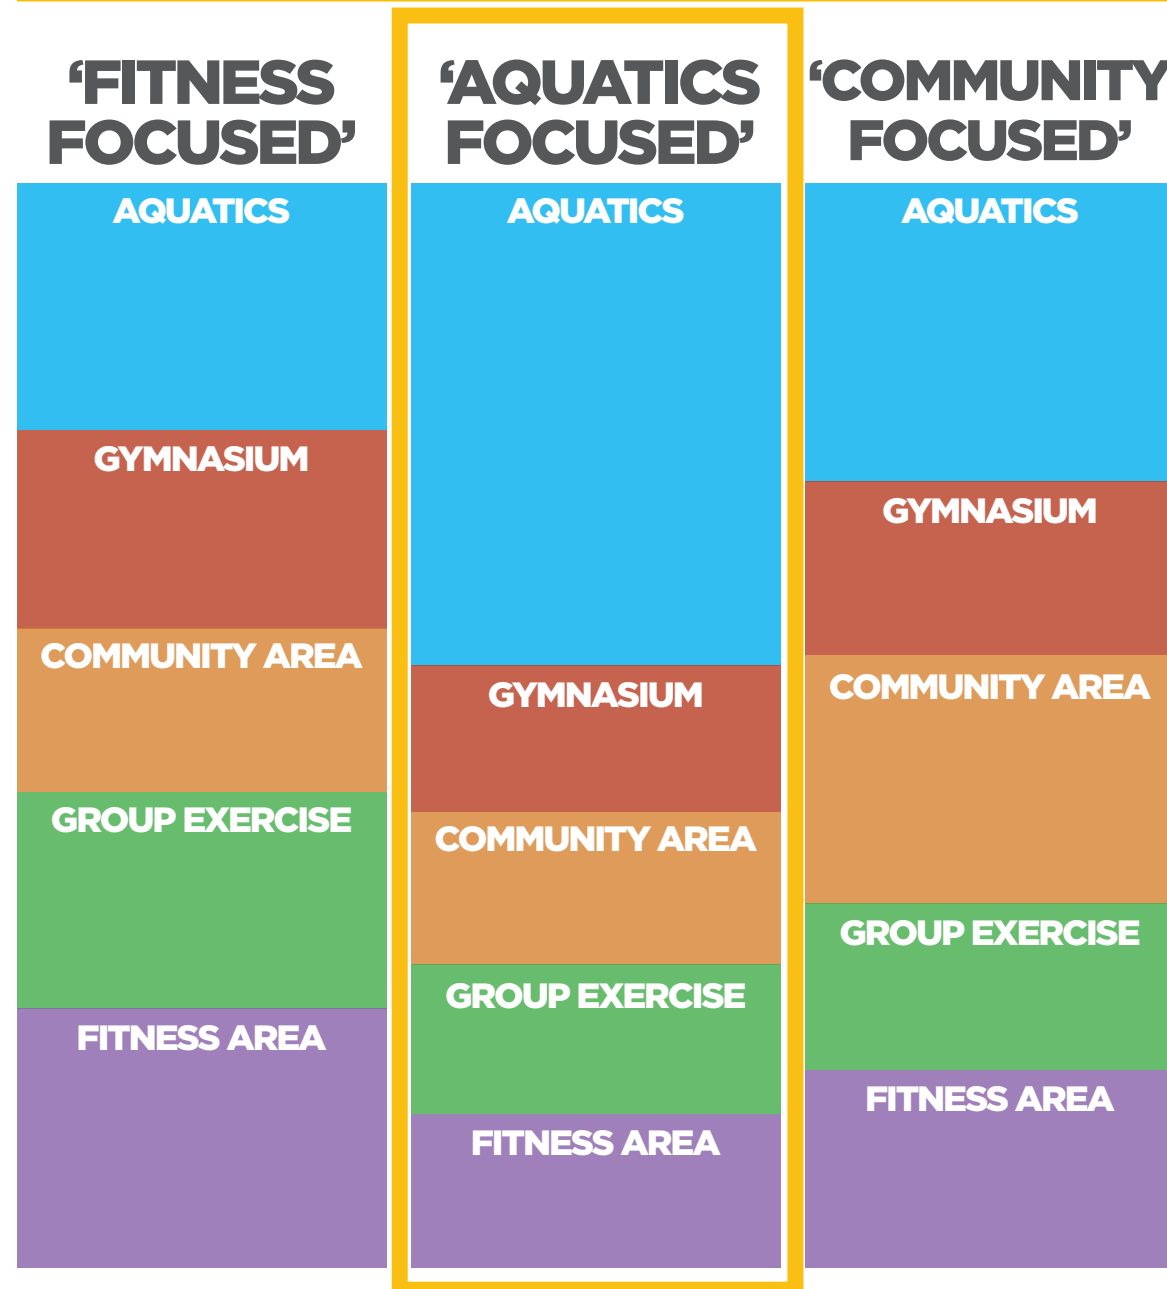 ‘FITNESS
FOCUSED’
AQUATICS
GYMNASIUM
COMMUNITY AREA
GROUP EXERCISE
FITNESS AREA
‘AQUATICS
FOCUSED’
AQUATICS
GYMNASIUM
COMMUNITY AREA
GROUP EXERCISE
FITNESS AREA
‘COMMUNITY
FOCUSED’
AQUATICS
GYMNASIUM
COMMUNITY AREA
GROUP EXERCISE
FITNESS AREA